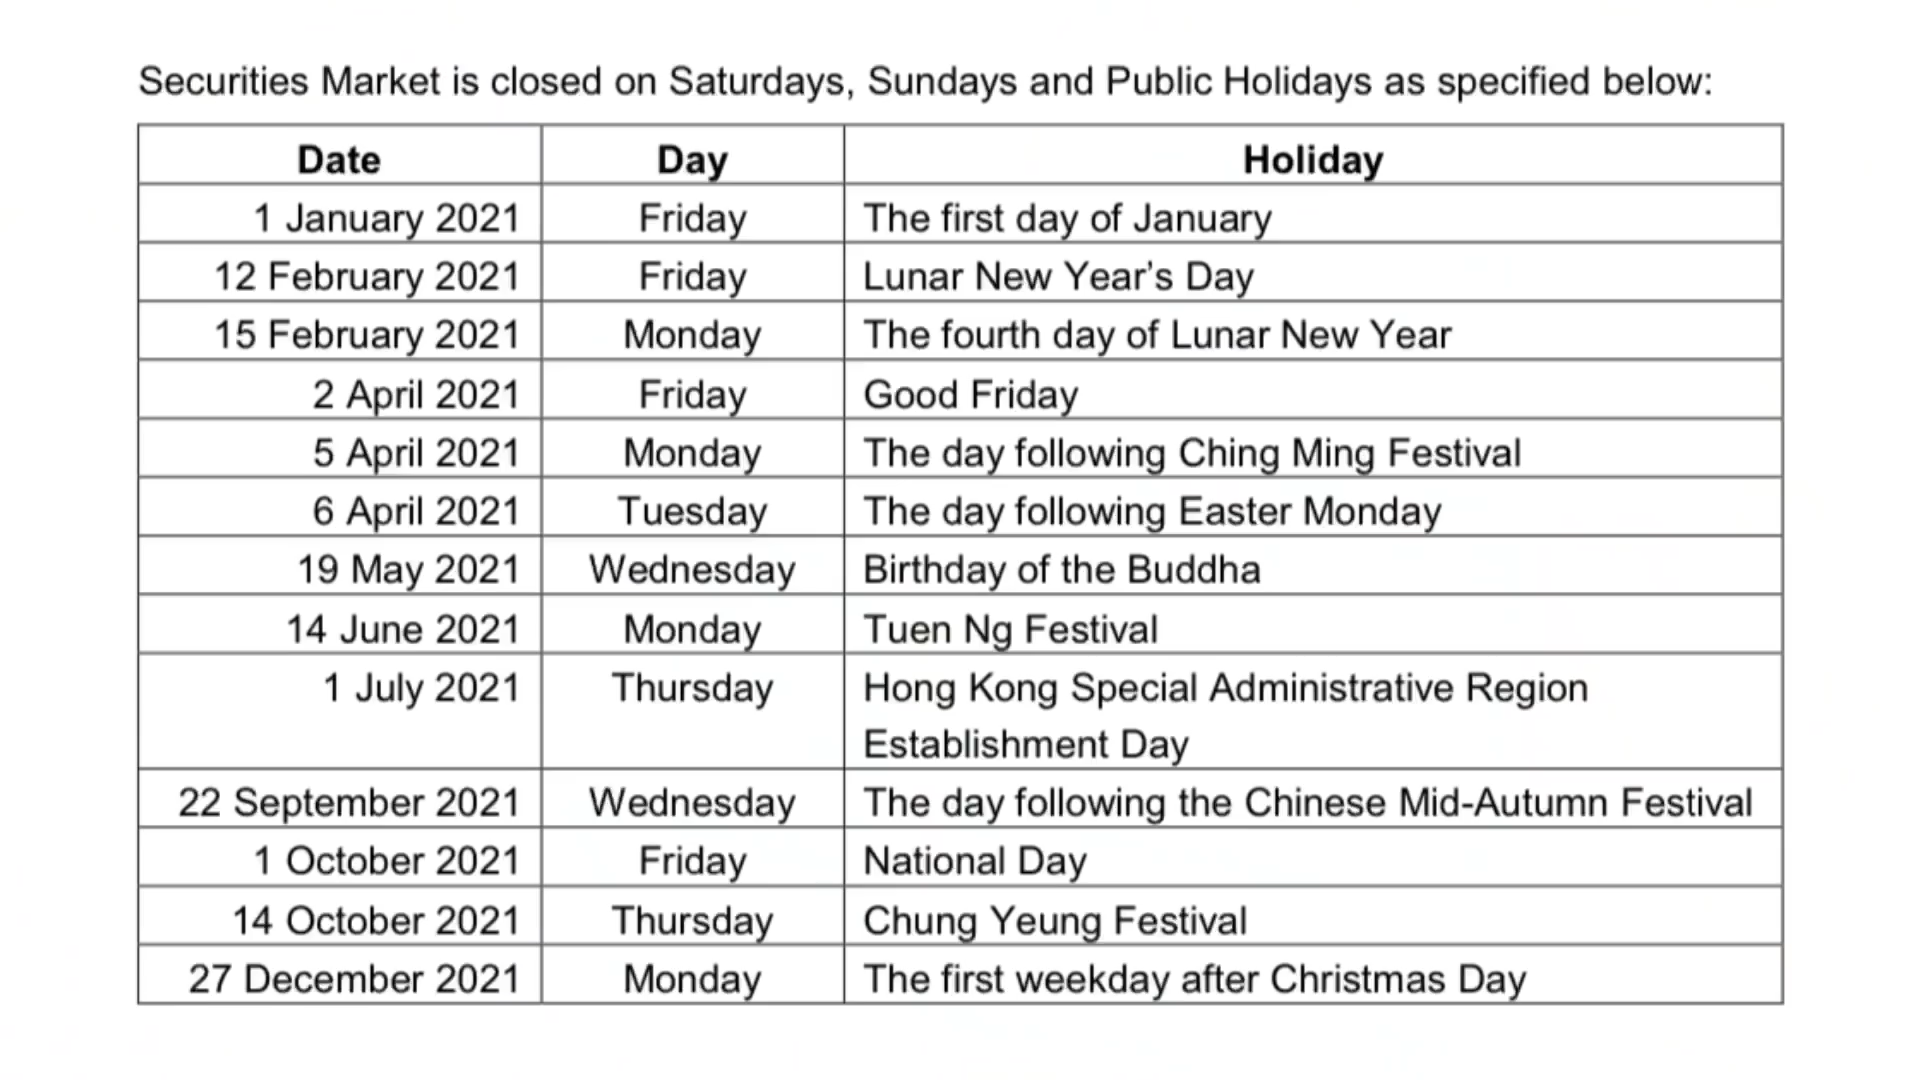 Securities Market is closed on Saturdays, Sundays and Public Holidays as specified below:
Date Day Holiday
1 January 2021 Friday The first day of January
12 February 2021 Friday Lunar New Year’s Day
15 February 2021 Monday The fourth day of Lunar New Year
2 April 2021 Friday Good Friday
5 April 2021 Monday The day following Ching Ming Festival
6 April 2021 Tuesday The day following Easter Monday
19 May 2021 Wednesday Birthday of the Buddha
14 June 2021 Monday Tuen Ng Festival
1 July 2021 Thursday Hong Kong Special Administrative Region
Establishment Day
22 September 2021 Wednesday The day following the Chinese Mid-Autumn Festival
1 October 2021 Friday National Day
14 October 2021 Thursday Chung Yeung Festival
27 December 2021 Monday The first weekday after Christmas Day